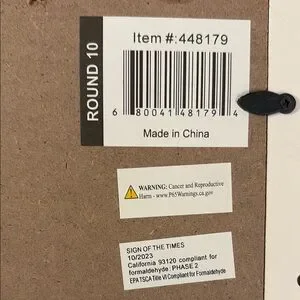 ROUND 10
Item #:448179
6 80041 48179 4
Made in China
WARNING: Cancer and Reproductive
Harm - www.P65Warnings.ca.gov
SIGN OF THE TIMES
10/2023
California 93120 compliant for
formaldehyde: PHASE 2
EPA TSCA Title VI Compliant for Formaldehyde